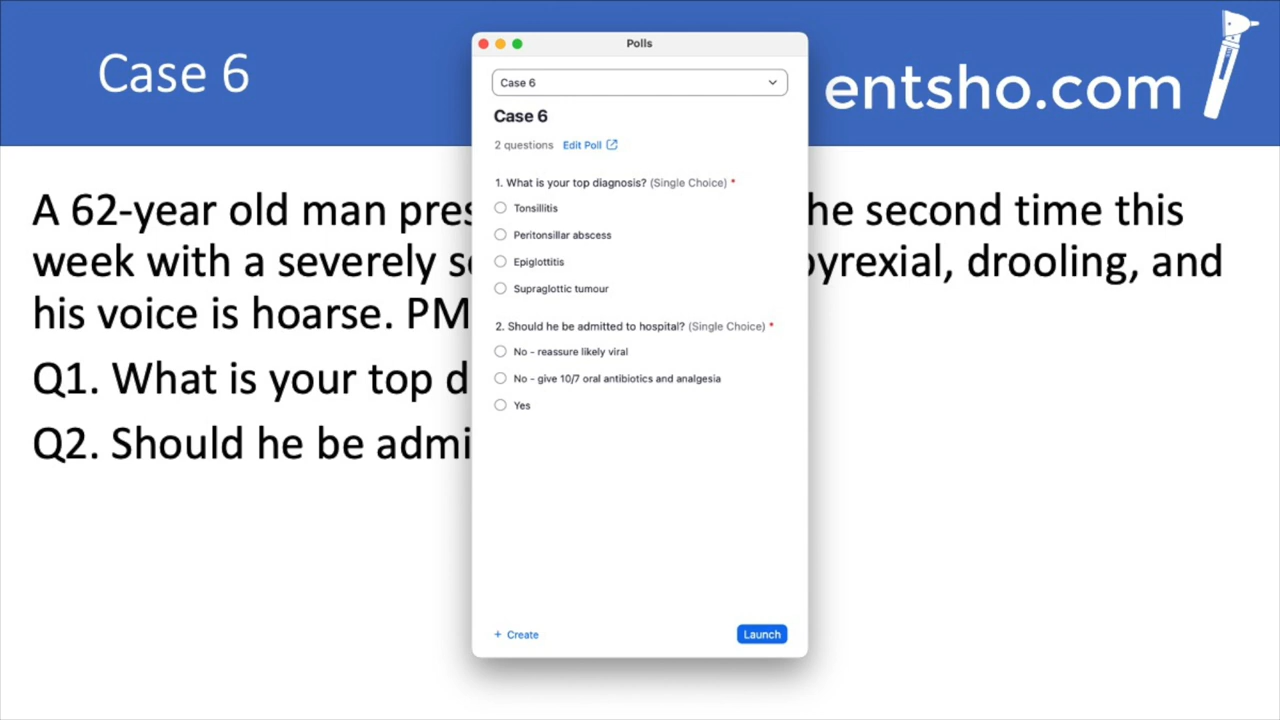 Case 6
entsho.com
A 62-year old man pres
he second time this
week with a severely s
pyrexial, drooling, and
his voice is hoarse. PM
Q1. What is your top d
Q2. Should he be admi
Polls
Case 6
Case 6
2 questions Edit Poll
1. What is your top diagnosis? (Single Choice) *
Tonsillitis
Peritonsillar abscess
Epiglottitis
Supraglottic tumour
2. Should he be admitted to hospital? (Single Choice) *
No - reassure likely viral
No - give 10/7 oral antibiotics and analgesia
Yes
+ Create
Launch